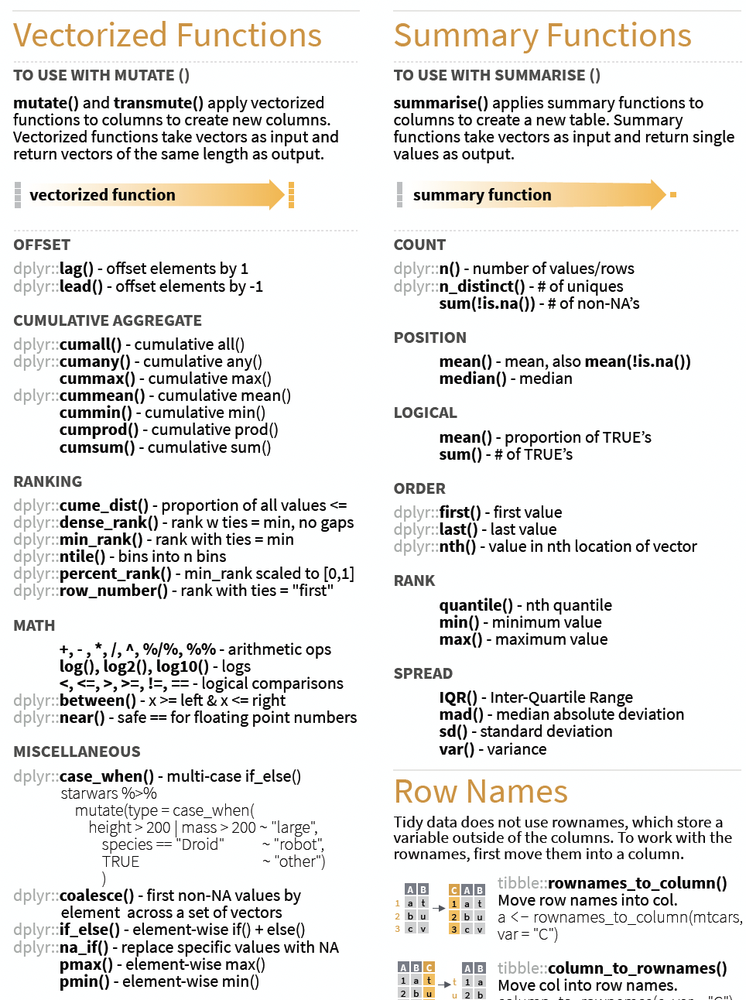 Vectorized Functions
TO USE WITH MUTATE ()
mutate() and transmute() apply vectorized
functions to columns to create new columns.
Vectorized functions take vectors as input and
return vectors of the same length as output.
vectorized function
OFFSET
dplyr::lag() - offset elements by 1
dplyr::lead() - offset elements by -1
CUMULATIVE AGGREGATE
dplyr::cumall() - cumulative all()
dplyr::cumany() - cumulative any()
cummax() - cumulative max()
dplyr::cummean() - cumulative mean()
cummin() - cumulative min()
cumprod() - cumulative prod()
cumsum() - cumulative sum()
RANKING
dplyr::cume_dist() - proportion of all values <=
dplyr::dense_rank() - rank w ties = min, no gaps
dplyr::min_rank() - rank with ties = min
dplyr::ntile() - bins into n bins
dplyr::percent_rank() - min_rank scaled to [0,1]
dplyr::row_number() - rank with ties = "first"
MATH
+, - , *, /, ^, %/%, %% - arithmetic ops
log(), log2(), log10() - logs
<, <=, >, >=, !=, == - logical comparisons
dplyr::between() - x >= left & x <= right
dplyr::near() - safe == for floating point numbers
MISCELLANEOUS
dplyr::case_when() - multi-case if_else()
starwars %>%
mutate(type = case_when(
height > 200 | mass > 200 ~ "large",
species == "Droid" ~ "robot",
TRUE ~ "other")
)
dplyr::coalesce() - first non-NA values by
element across a set of vectors
dplyr::if_else() - element-wise if() + else()
dplyr::na_if() - replace specific values with NA
pmax() - element-wise max()
pmin() - element-wise min()
Summary Functions
TO USE WITH SUMMARISE ()
summarise() applies summary functions to
columns to create a new table. Summary
functions take vectors as input and return single
values as output.
summary function
COUNT
dplyr::n() - number of values/rows
dplyr::n_distinct() - # of uniques
sum(!is.na()) - # of non-NA’s
POSITION
mean() - mean, also mean(!is.na())
median() - median
LOGICAL
mean() - proportion of TRUE’s
sum() - # of TRUE’s
ORDER
dplyr::first() - first value
dplyr::last() - last value
dplyr::nth() - value in nth location of vector
RANK
quantile() - nth quantile
min() - minimum value
max() - maximum value
SPREAD
IQR() - Inter-Quartile Range
mad() - median absolute deviation
sd() - standard deviation
var() - variance
Row Names
Tidy data does not use rownames, which store a
variable outside of the columns. To work with the
rownames, first move them into a column.
A B
1 a t
2 b u
3 c v
C A B
1 a t
2 b u
3 c v
tibble::rownames_to_column()
Move row names into col.
a <- rownames_to_column(mtcars,
var = "C")
A B C
1 a t
2 b u
A B
t 1 a
u 2 b
tibble::column_to_rownames()
Move col into row names.